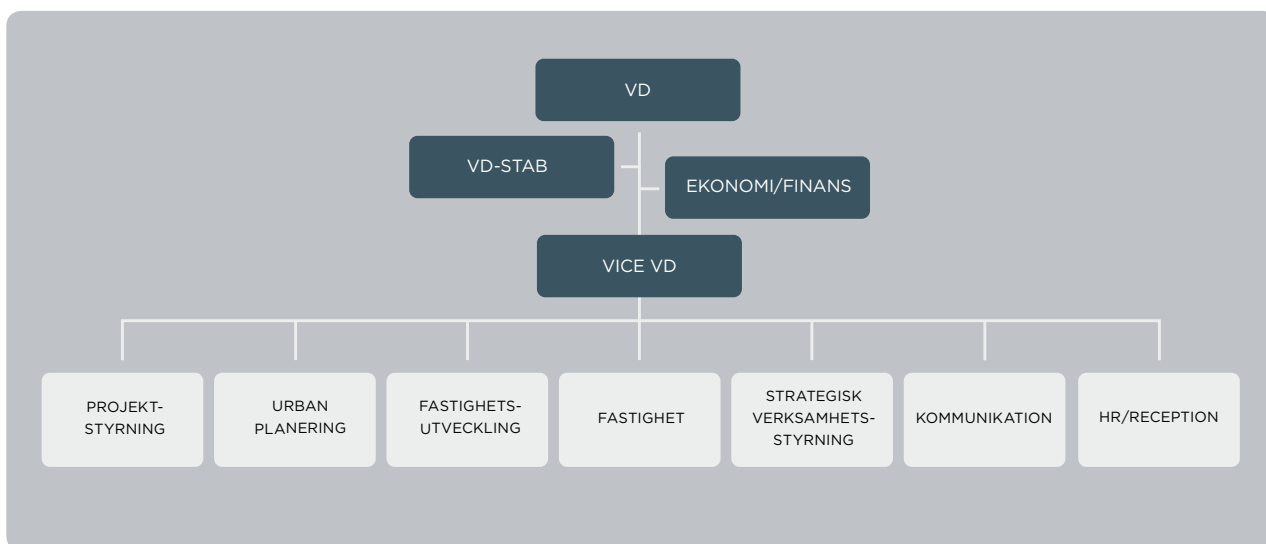 VD
VD-STAB
EKONOMI/FINANS
VICE VD
PROJEKT-
STYRNING
URBAN
PLANERING
FASTIGHETS-
UTVECKLING
FASTIGHET
STRATEGISK
VERKSAMHETS-
STYRNING
KOMMUNIKATION
HR/RECEPTION